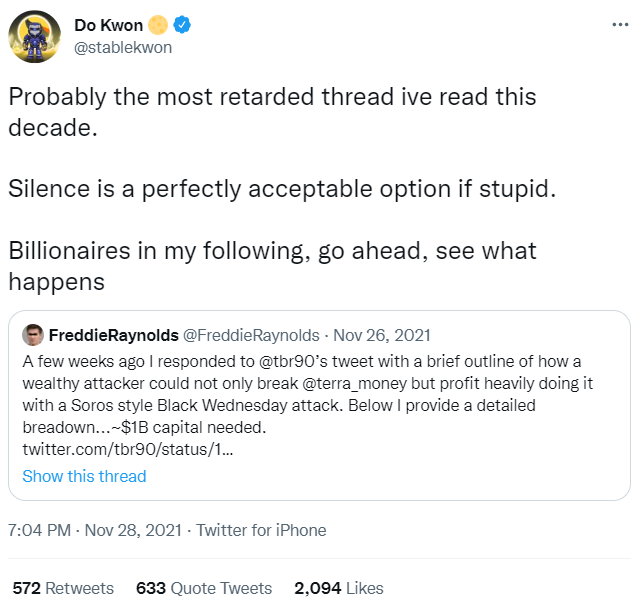 Do Kwon
@stablekwon
Probably the most retarded thread ive read this
decade.
Silence is a perfectly acceptable option if stupid.
Billionaires in my following, go ahead, see what
happens
FreddieRaynolds @FreddieRaynolds · Nov 26, 2021
A few weeks ago I responded to @tbr90's tweet with a brief outline of how a
wealthy attacker could not only break @terra_money but profit heavily doing it
with a Soros style Black Wednesday attack. Below I provide a detailed
breadown...~$1B capital needed.
twitter.com/tbr90/status/1...
Show this thread
7:04 PM · Nov 28, 2021 · Twitter for iPhone
572 Retweets 633 Quote Tweets 2,094 Likes